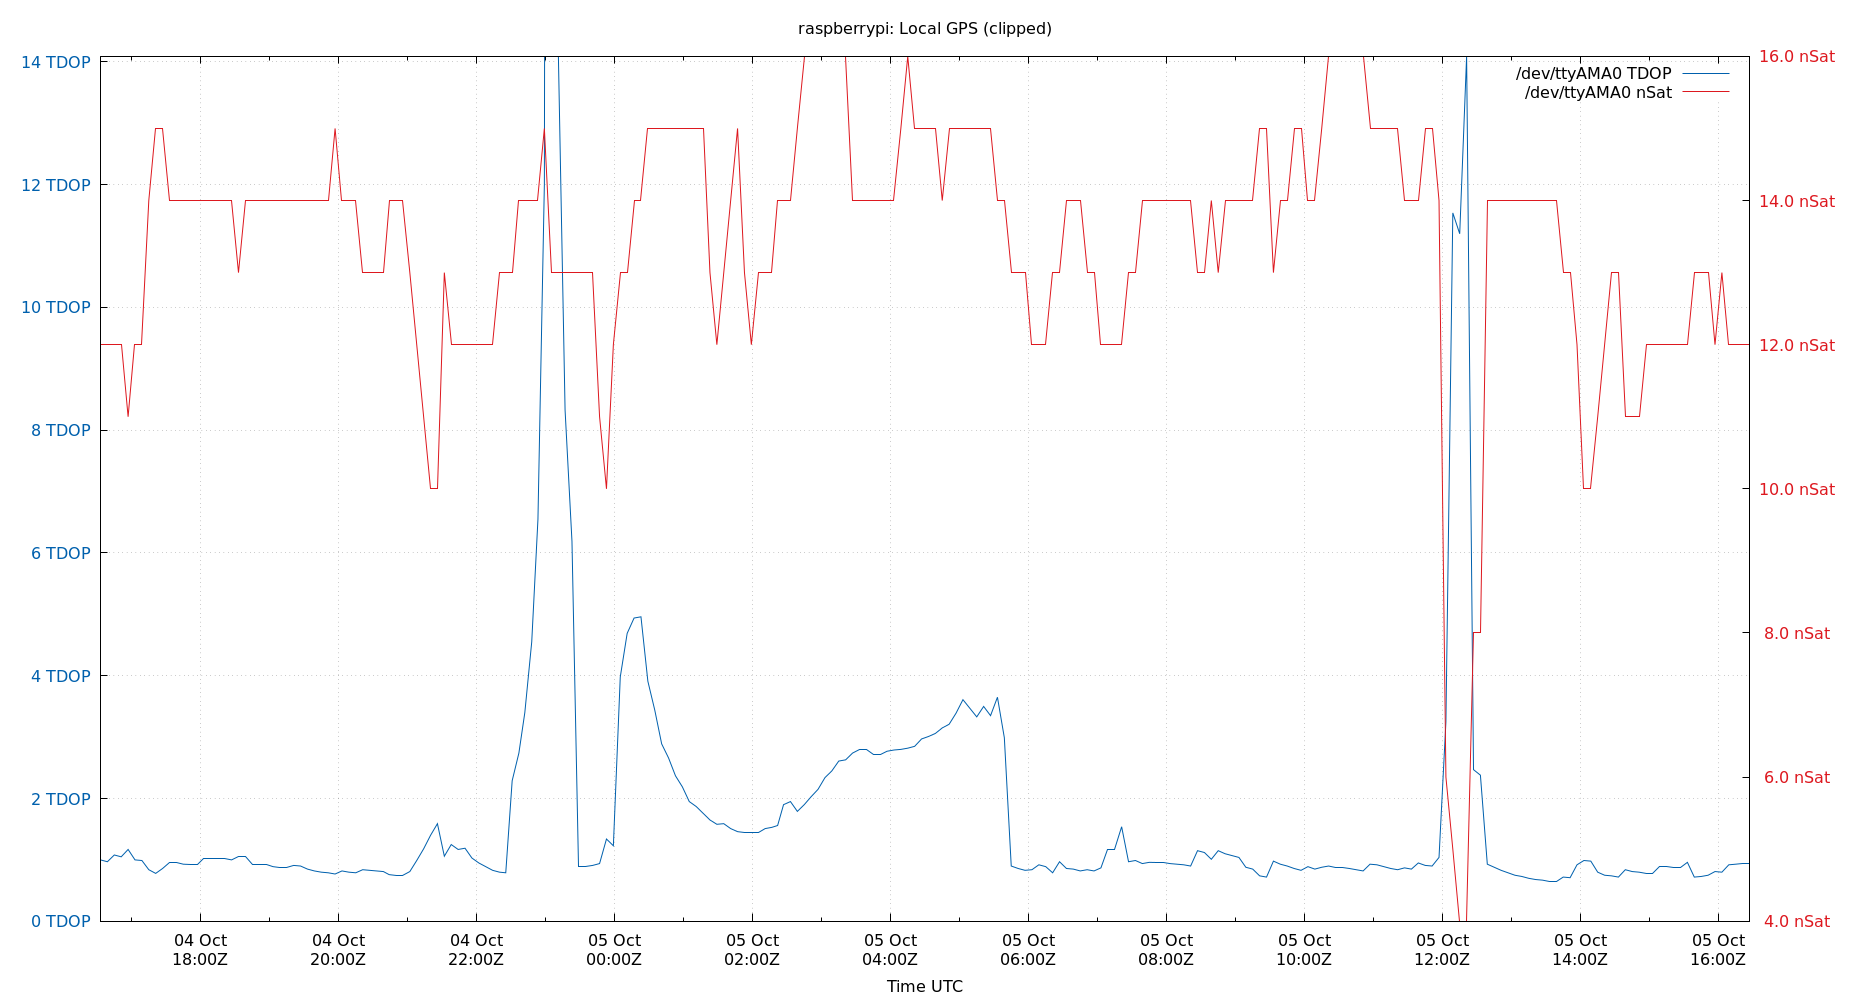 raspberrypi: Local GPS (clipped)
/dev/ttyAMA0 TDOP
/dev/ttyAMA0 nSat
14 TDOP
12 TDOP
10 TDOP
8 TDOP
6 TDOP
4 TDOP
2 TDOP
0 TDOP
16.0 nSat
14.0 nSat
12.0 nSat
10.0 nSat
8.0 nSat
6.0 nSat
4.0 nSat
04 Oct
18:00Z
04 Oct
20:00Z
04 Oct
22:00Z
05 Oct
00:00Z
05 Oct
02:00Z
05 Oct
04:00Z
05 Oct
06:00Z
05 Oct
08:00Z
05 Oct
10:00Z
05 Oct
12:00Z
05 Oct
14:00Z
05 Oct
16:00Z
Time UTC